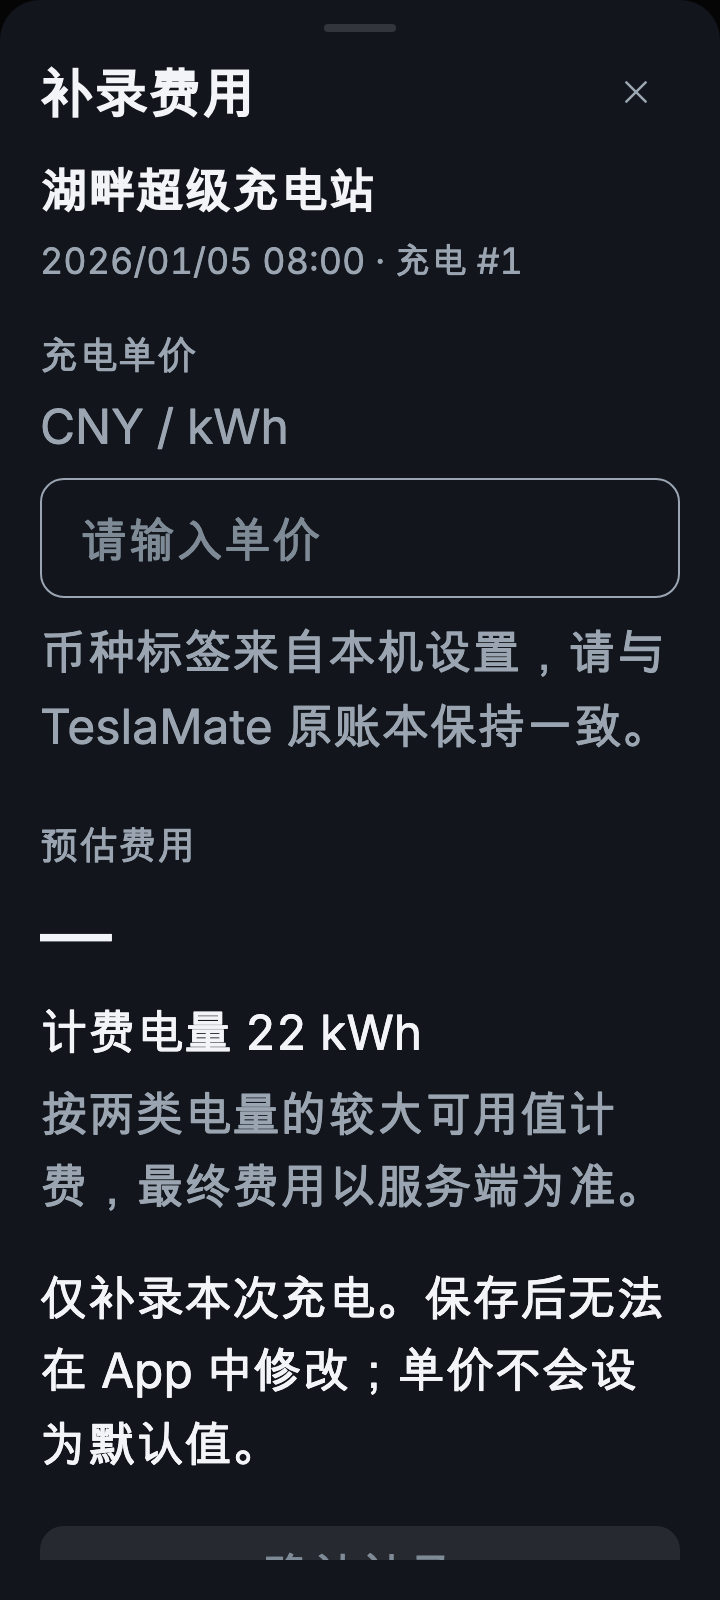 补录费用
湖畔超级充电站
2026/01/05 08:00 · 充电 #1
充电单价
CNY / kWh
请输入单价
币种标签来自本机设置，请与
TeslaMate 原账本保持一致。
预估费用
—
计费电量 22 kWh
按两类电量的较大可用值计
费，最终费用以服务端为准。
仅补录本次充电。保存后无法
在 App 中修改；单价不会设
为默认值。